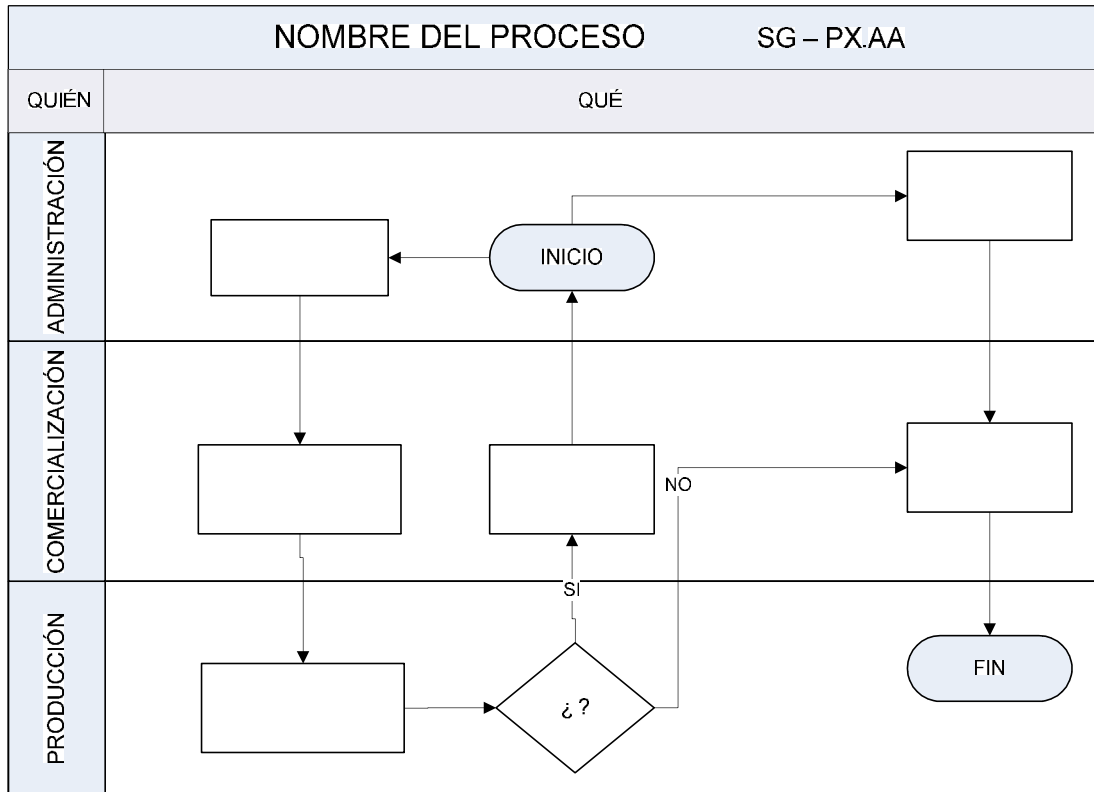 NOMBRE DEL PROCESO SG – PX.AA
QUIÉN QUÉ
ADMINISTRACIÓN
INICIO
COMERCIALIZACIÓN
NO
SI
PRODUCCIÓN
¿ ?
FIN